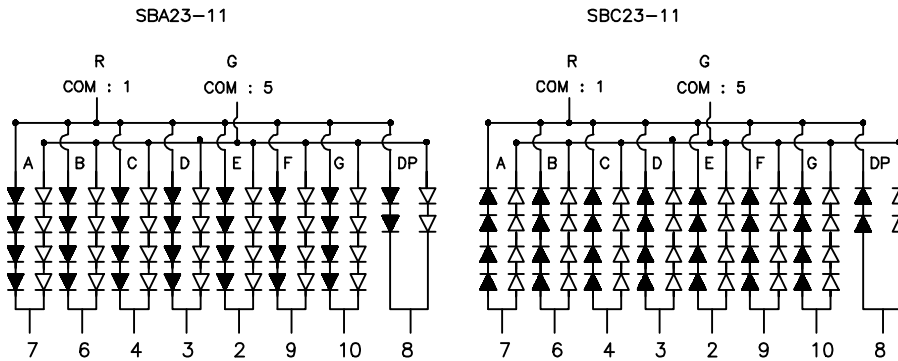 SBA23-11 SBC23-11
R G R G
COM : 1 COM : 5 COM : 1 COM : 5
A B C D E F G DP A B C D E F G DP
7 6 4 3 2 9 10 8 7 6 4 3 2 9 10 8